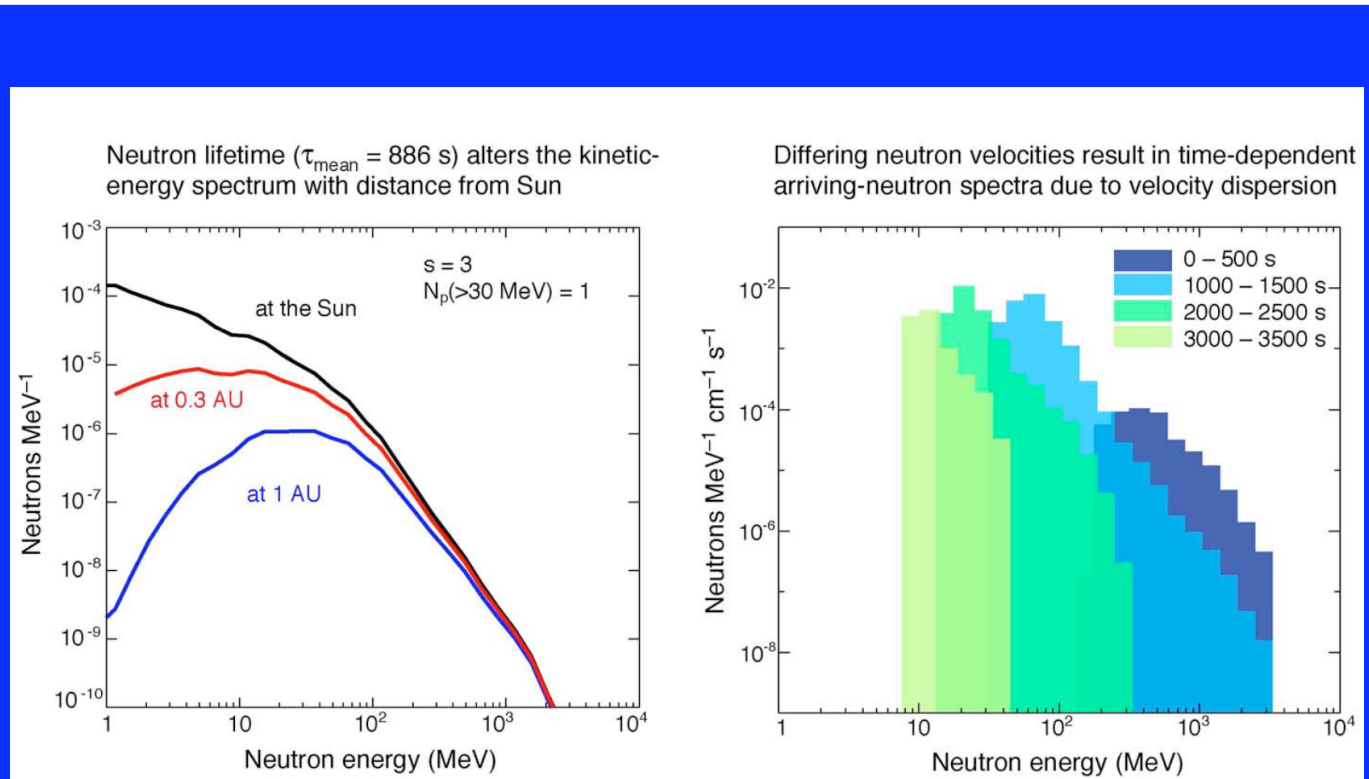 Neutron lifetime (τmean = 886 s) alters the kinetic-
energy spectrum with distance from Sun
10⁻³
10⁻⁴
10⁻⁵
10⁻⁶
10⁻⁷
10⁻⁸
10⁻⁹
10⁻¹⁰
Neutrons MeV⁻¹
s = 3
Np(>30 MeV) = 1
at the Sun
at 0.3 AU
at 1 AU
1 10 10² 10³ 10⁴
Neutron energy (MeV)
Differing neutron velocities result in time-dependent
arriving-neutron spectra due to velocity dispersion
0 – 500 s
1000 – 1500 s
2000 – 2500 s
3000 – 3500 s
10⁻²
10⁻⁴
10⁻⁶
10⁻⁸
Neutrons MeV⁻¹ cm⁻¹ s⁻¹
1 10 10² 10³ 10⁴
Neutron energy (MeV)